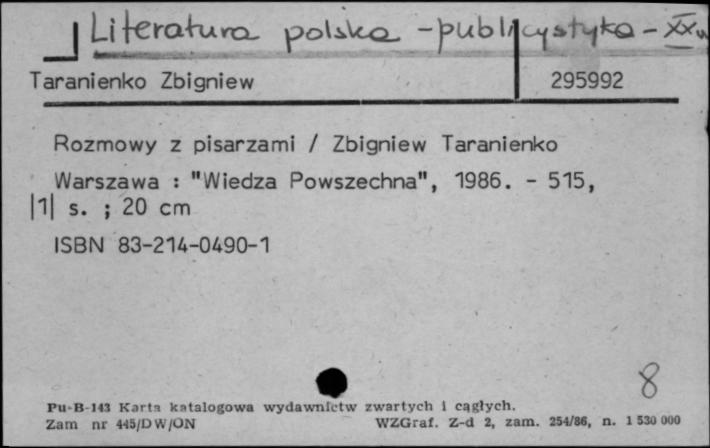 Literatura polska - publicystyka - XX w
Taranienko Zbigniew 295992
Rozmowy z pisarzami / Zbigniew Taranienko
Warszawa : "Wiedza Powszechna", 1986. - 515,
|1| s. ; 20 cm
ISBN 83-214-0490-1
8
Pu-B-143 Karta katalogowa wydawnictw zwartych i ciągłych.
Zam nr 445/DW/ON WZGraf. Z-d 2, zam. 254/86, n. 1 530 000